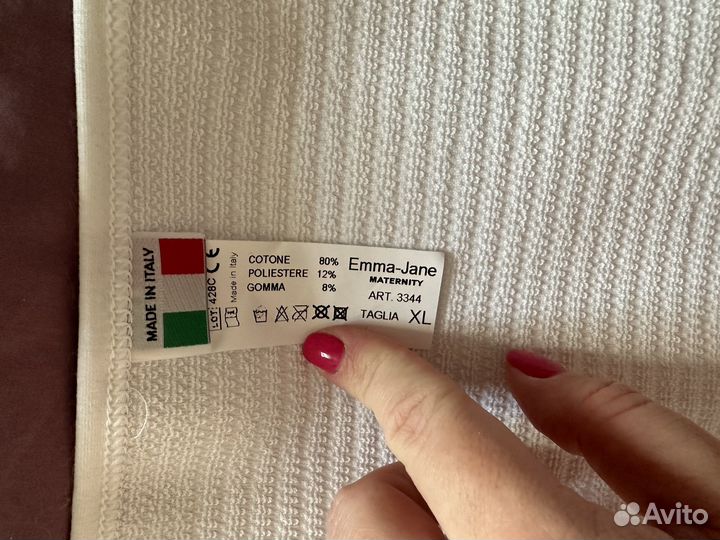 MADE IN ITALY
LOT: 428C
CE
Made in Italy
COTONE 80%
POLIESTERE 12%
GOMMA 8%
Emma-Jane
MATERNITY
ART. 3344
TAGLIA XL
Avito